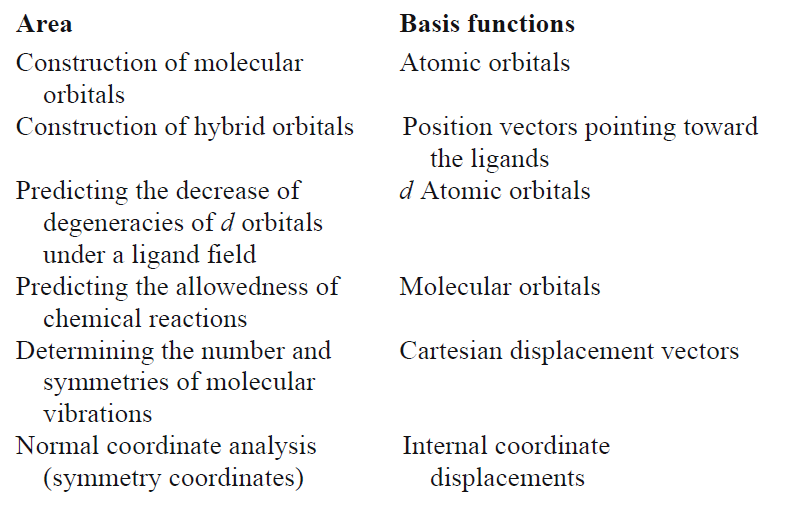 Area Basis functions
Construction of molecular Atomic orbitals
orbitals
Construction of hybrid orbitals Position vectors pointing toward
the ligands
Predicting the decrease of d Atomic orbitals
degeneracies of d orbitals
under a ligand field
Predicting the allowedness of Molecular orbitals
chemical reactions
Determining the number and Cartesian displacement vectors
symmetries of molecular
vibrations
Normal coordinate analysis Internal coordinate
(symmetry coordinates) displacements